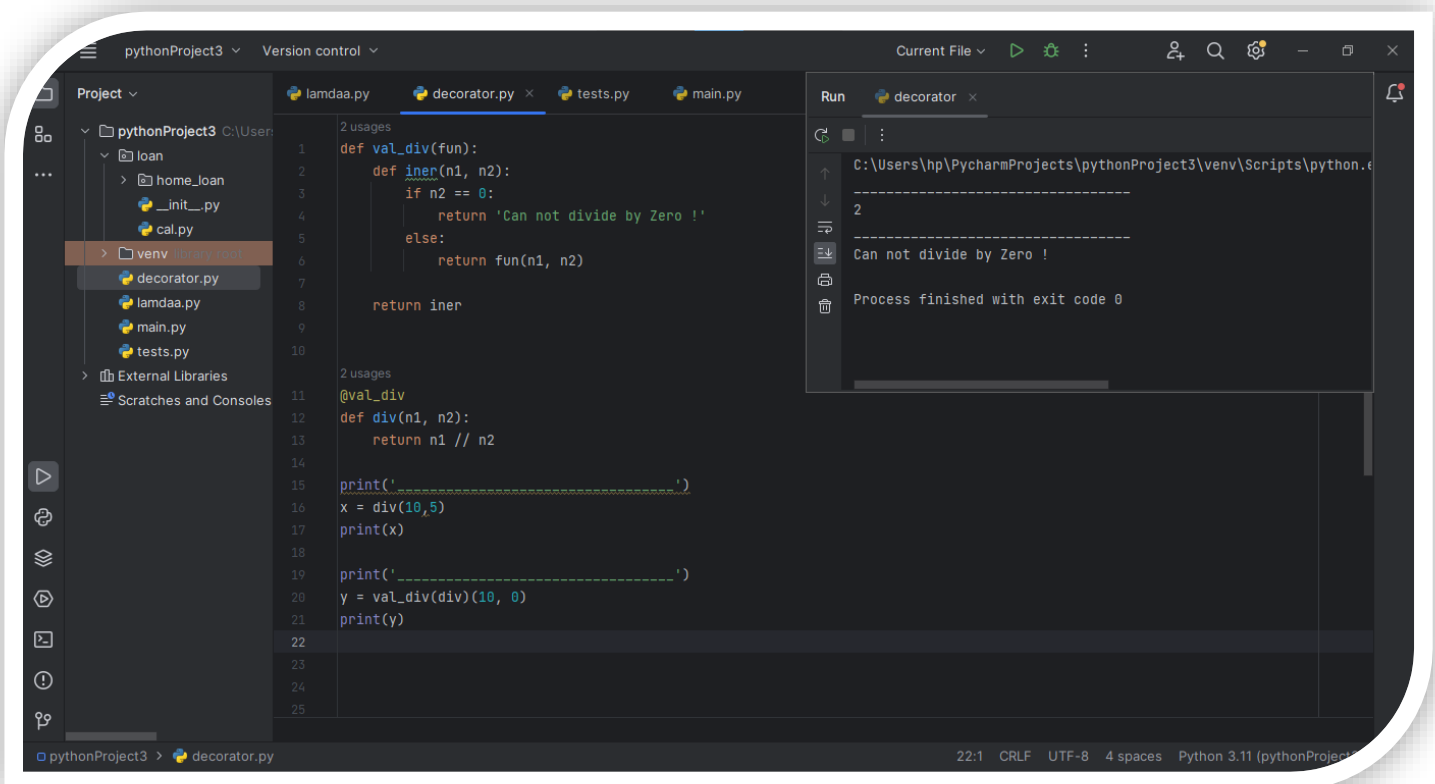 pythonProject3
Version control
Current File
Project
pythonProject3 C:\User
loan
home_loan
__init__.py
cal.py
venv library root
decorator.py
lamdaa.py
main.py
tests.py
External Libraries
Scratches and Consoles
lamdaa.py
decorator.py
tests.py
main.py
2 usages
1 def val_div(fun):
2 def iner(n1, n2):
3 if n2 == 0:
4 return 'Can not divide by Zero !'
5 else:
6 return fun(n1, n2)
7
8 return iner
9
10
2 usages
11 @val_div
12 def div(n1, n2):
13 return n1 // n2
14
15 print('__________________________________')
16 x = div(10,5)
17 print(x)
18
19 print('__________________________________')
20 y = val_div(div)(10, 0)
21 print(y)
22
23
24
25
Run
decorator
C:\Users\hp\PycharmProjects\pythonProject3\venv\Scripts\python.e
__________________________________
2
__________________________________
Can not divide by Zero !
Process finished with exit code 0
pythonProject3 > decorator.py
22:1 CRLF UTF-8 4 spaces Python 3.11 (pythonProject